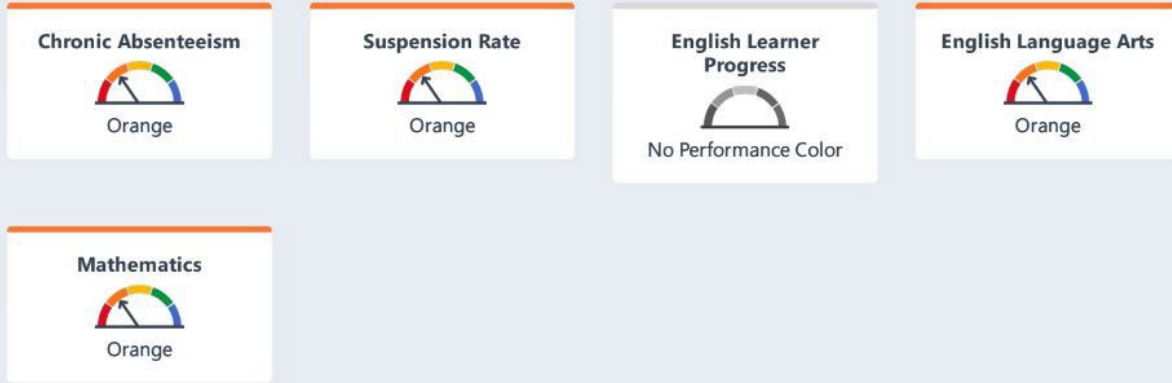 Chronic Absenteeism
Orange
Suspension Rate
Orange
English Learner
Progress
No Performance Color
English Language Arts
Orange
Mathematics
Orange